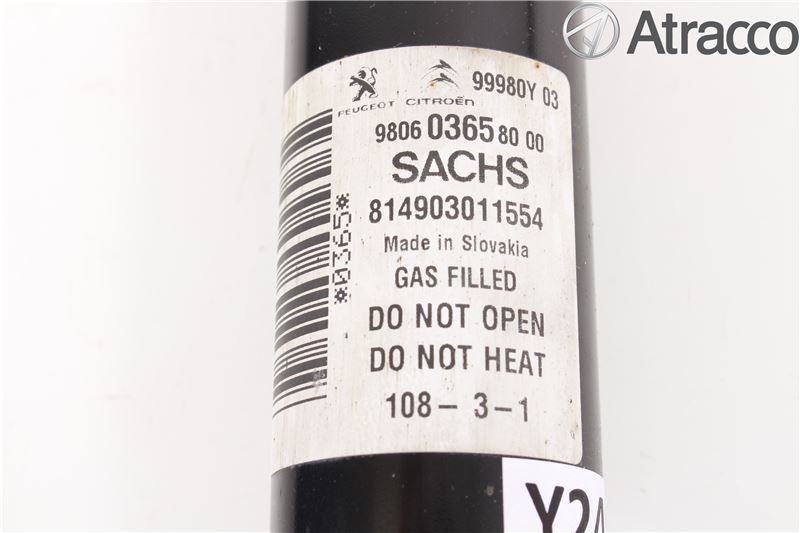 Atracco
99980Y 03
PEUGEOT CITROËN
9806 0365 80 00
SACHS
814903011554
Made in Slovakia
*0365*
GAS FILLED
DO NOT OPEN
DO NOT HEAT
108 - 3 - 1